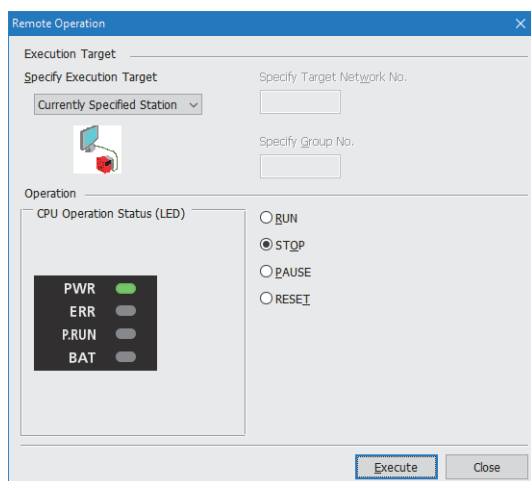 Remote Operation
Execution Target
Specify Execution Target
Specify Target Network No.
Currently Specified Station
Specify Group No.
Operation
CPU Operation Status (LED)
RUN
STOP
PAUSE
RESET
PWR
ERR
P.RUN
BAT
Execute
Close